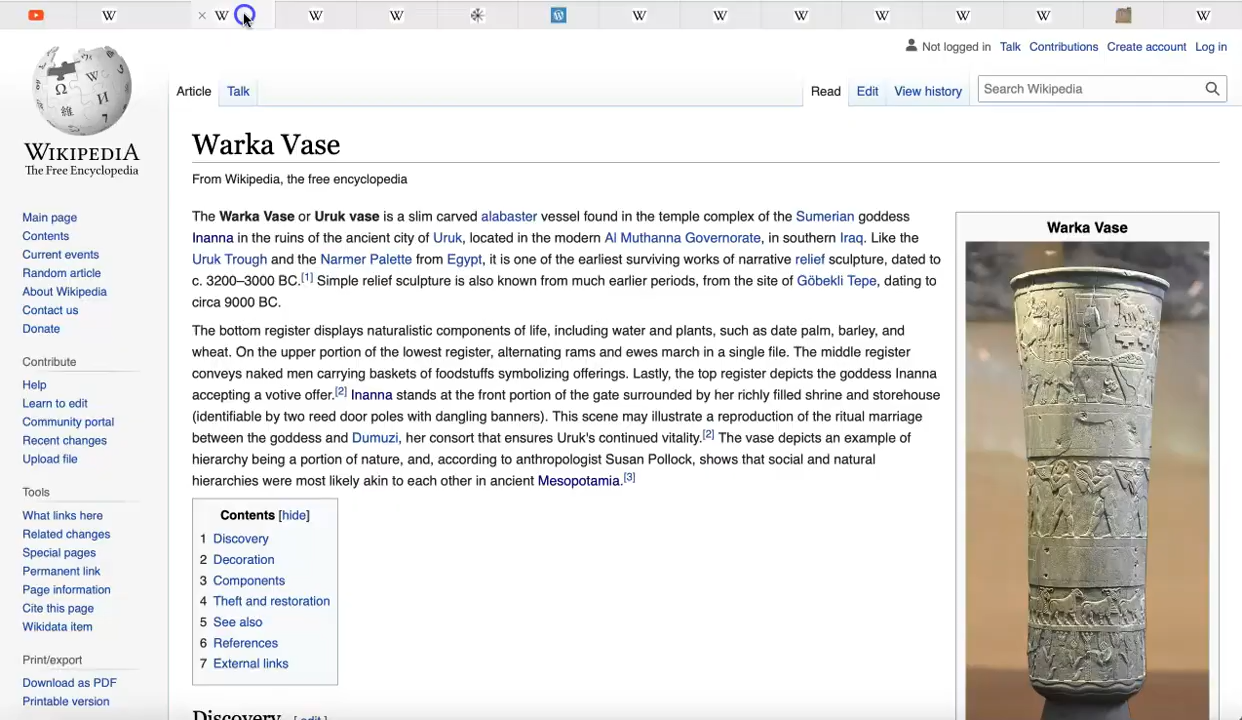 Not logged in Talk Contributions Create account Log in
Article Talk Read Edit View history Search Wikipedia
WIKIPEDIA
The Free Encyclopedia
Main page
Contents
Current events
Random article
About Wikipedia
Contact us
Donate
Contribute
Help
Learn to edit
Community portal
Recent changes
Upload file
Tools
What links here
Related changes
Special pages
Permanent link
Page information
Cite this page
Wikidata item
Print/export
Download as PDF
Printable version
Warka Vase
From Wikipedia, the free encyclopedia
The Warka Vase or Uruk vase is a slim carved alabaster vessel found in the temple complex of the Sumerian goddess
Inanna in the ruins of the ancient city of Uruk, located in the modern Al Muthanna Governorate, in southern Iraq. Like the
Uruk Trough and the Narmer Palette from Egypt, it is one of the earliest surviving works of narrative relief sculpture, dated to
c. 3200–3000 BC.[1] Simple relief sculpture is also known from much earlier periods, from the site of Göbekli Tepe, dating to
circa 9000 BC.
The bottom register displays naturalistic components of life, including water and plants, such as date palm, barley, and
wheat. On the upper portion of the lowest register, alternating rams and ewes march in a single file. The middle register
conveys naked men carrying baskets of foodstuffs symbolizing offerings. Lastly, the top register depicts the goddess Inanna
accepting a votive offer.[2] Inanna stands at the front portion of the gate surrounded by her richly filled shrine and storehouse
(identifiable by two reed door poles with dangling banners). This scene may illustrate a reproduction of the ritual marriage
between the goddess and Dumuzi, her consort that ensures Uruk's continued vitality.[2] The vase depicts an example of
hierarchy being a portion of nature, and, according to anthropologist Susan Pollock, shows that social and natural
hierarchies were most likely akin to each other in ancient Mesopotamia.[3]
Contents [hide]
1 Discovery
2 Decoration
3 Components
4 Theft and restoration
5 See also
6 References
7 External links
Discovery [ edit ]
Warka Vase